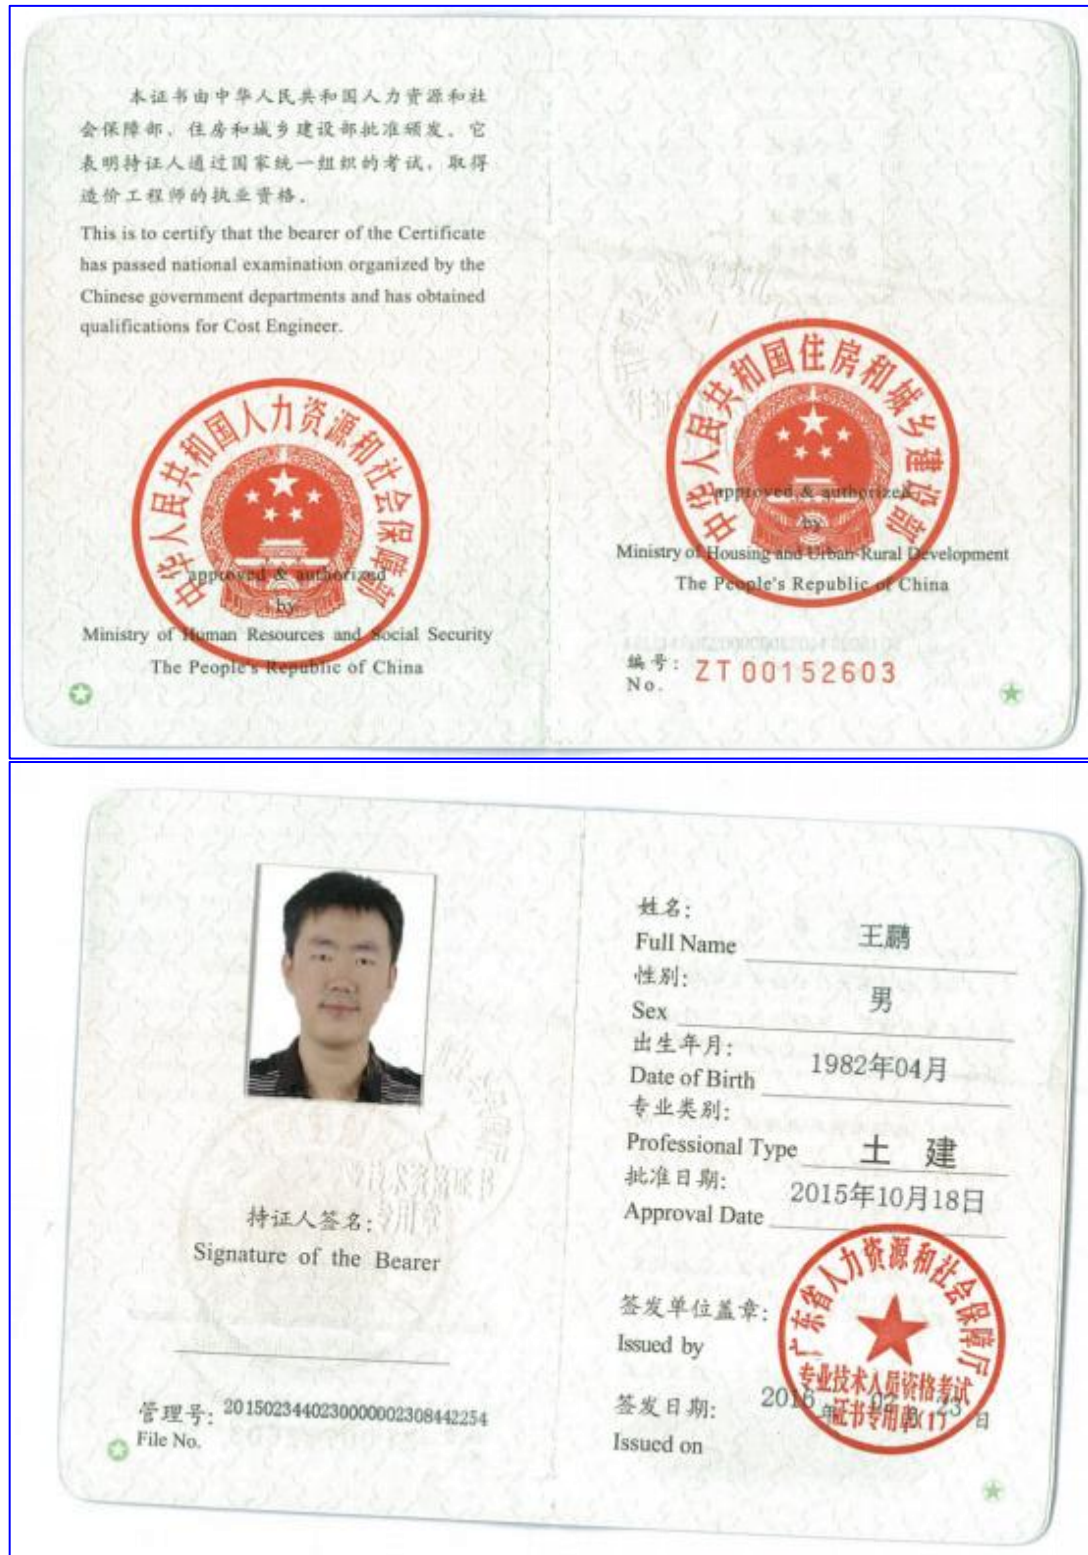 本证书由中华人民共和国人力资源和社
会保障部、住房和城乡建设部批准颁发。它
表明持证人通过国家统一组织的考试,取得
造价工程师的执业资格。
This is to certify that the bearer of the Certificate
has passed national examination organized by the
Chinese government departments and has obtained
qualifications for Cost Engineer.
中华人民共和国人力资源和社会保障部
approved & authorized
by
Ministry of Human Resources and Social Security
The People's Republic of China
中华人民共和国住房和城乡建设部
approved & authorized
by
Ministry of Housing and Urban-Rural Development
The People's Republic of China
编号: ZT00152603
No.
持证人签名:
Signature of the Bearer
管理号: 2015023440230000002308442254
File No.
姓名:
Full Name 王鹏
性别:
Sex 男
出生年月:
Date of Birth 1982年04月
专业类别:
Professional Type 土 建
批准日期:
Approval Date 2015年10月18日
签发单位盖章:
Issued by
广东省人力资源和社会保障厅
专业技术人员资格考试
证书专用章(1)
签发日期: 2016年02月23日
Issued on